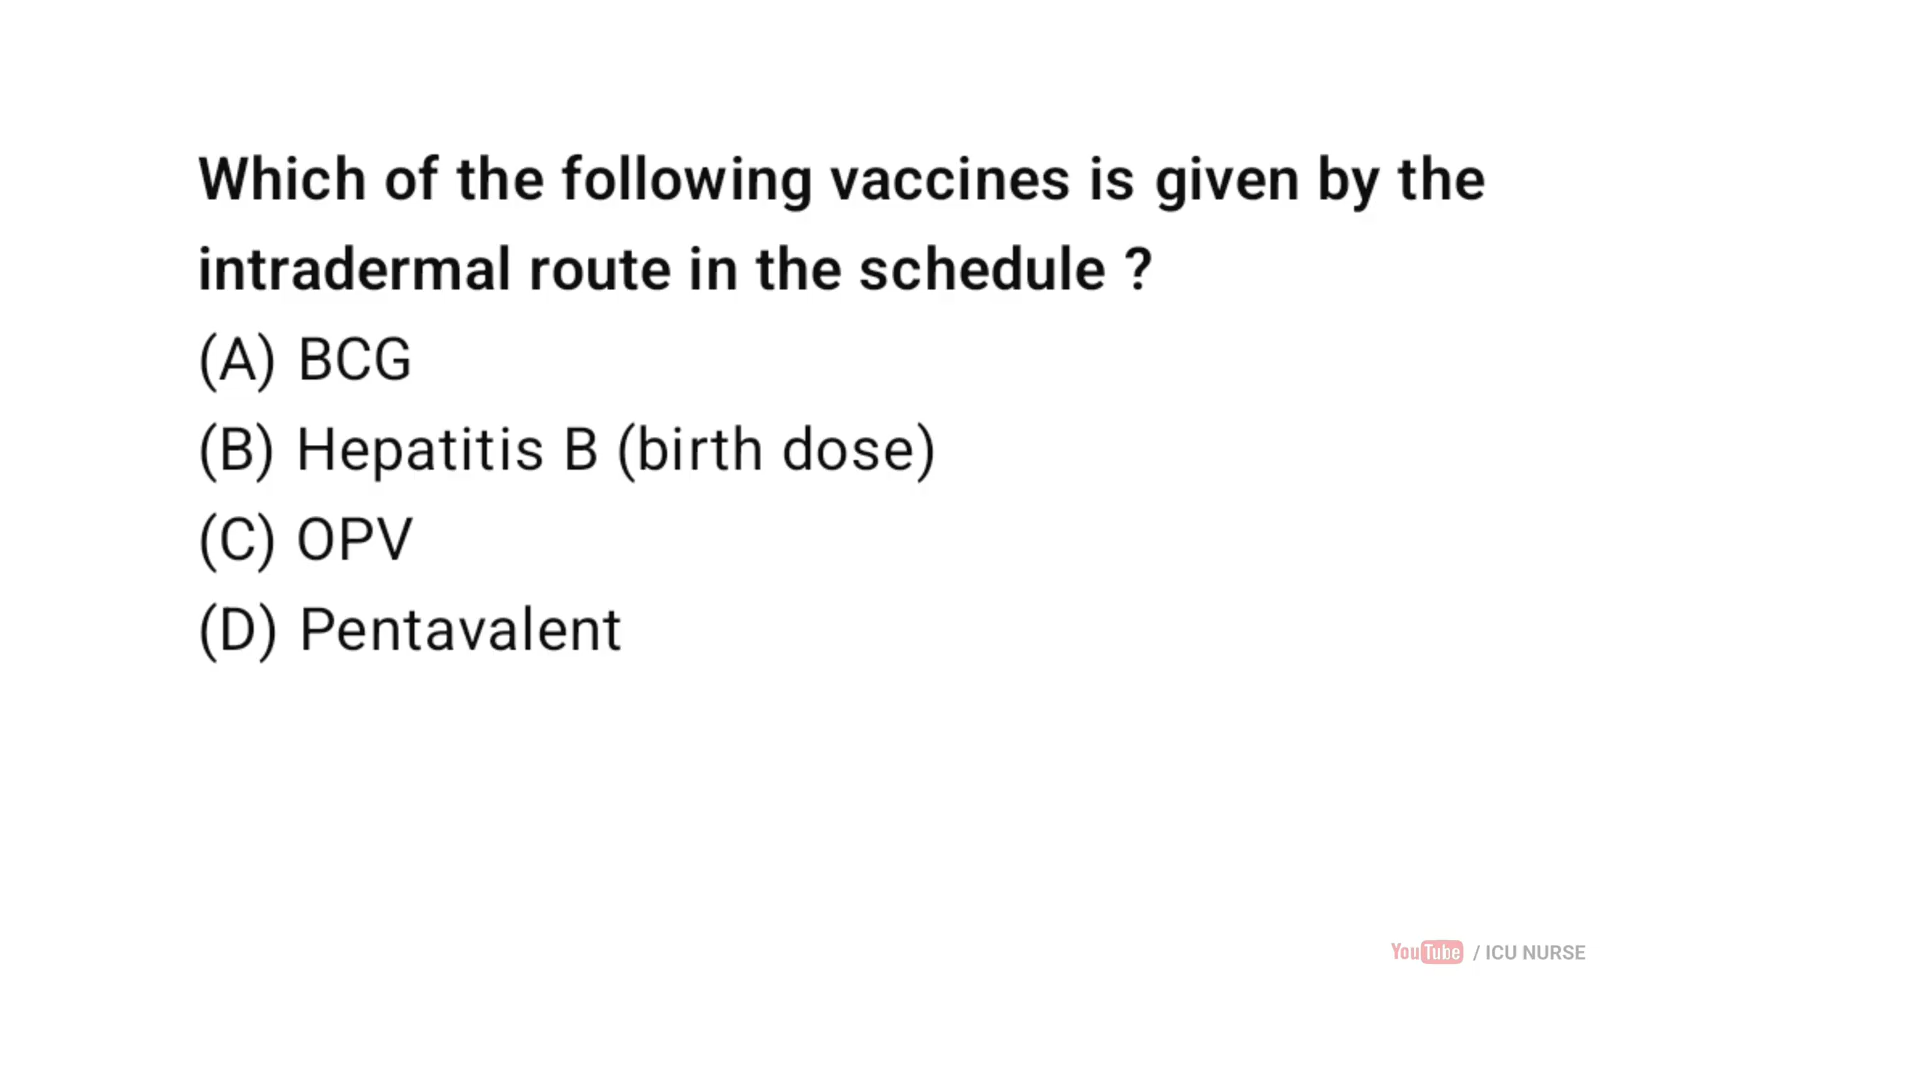 Which of the following vaccines is given by the
intradermal route in the schedule ?
(A) BCG
(B) Hepatitis B (birth dose)
(C) OPV
(D) Pentavalent
YouTube / ICU NURSE